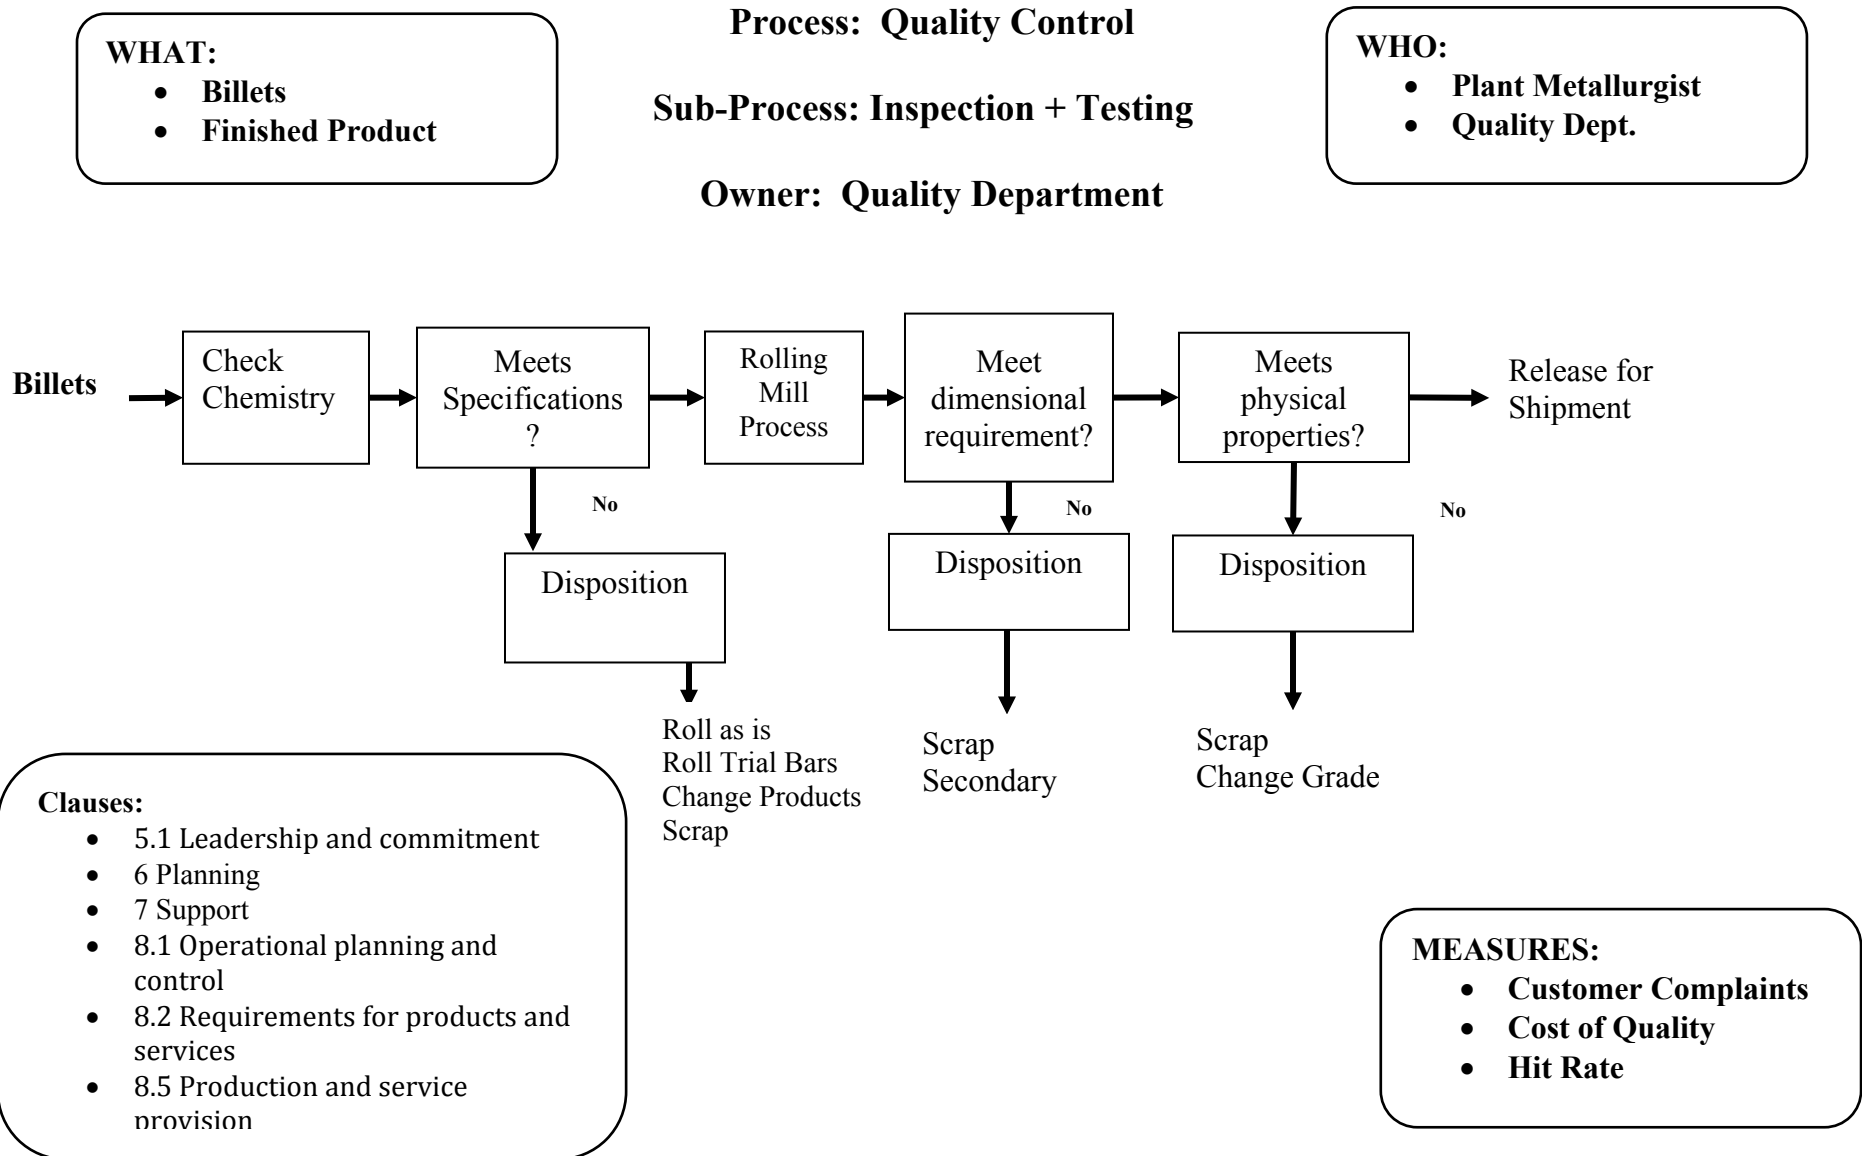 Process: Quality Control
Sub-Process: Inspection + Testing
Owner: Quality Department
WHAT:
• Billets
• Finished Product
WHO:
• Plant Metallurgist
• Quality Dept.
Billets
Check
Chemistry
Meets
Specifications
?
Rolling
Mill
Process
Meet
dimensional
requirement?
Meets
physical
properties?
Release for
Shipment
No
No
No
Disposition
Disposition
Disposition
Roll as is
Roll Trial Bars
Change Products
Scrap
Scrap
Secondary
Scrap
Change Grade
Clauses:
• 5.1 Leadership and commitment
• 6 Planning
• 7 Support
• 8.1 Operational planning and
control
• 8.2 Requirements for products and
services
• 8.5 Production and service
provision
MEASURES:
• Customer Complaints
• Cost of Quality
• Hit Rate